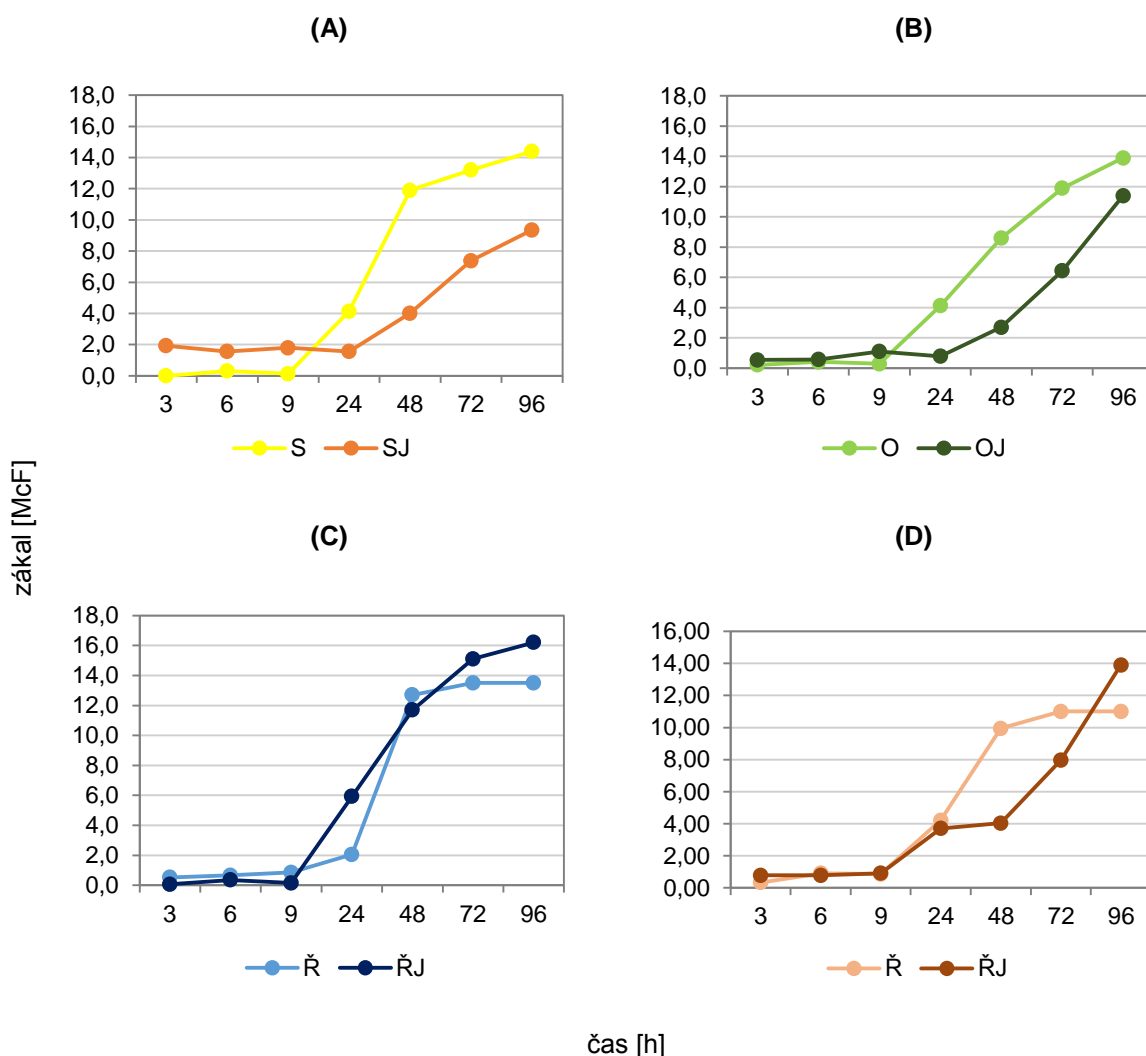 (A)
18,0
16,0
14,0
12,0
10,0
8,0
6,0
4,0
2,0
0,0
3 6 9 24 48 72 96
S SJ
(B)
18,0
16,0
14,0
12,0
10,0
8,0
6,0
4,0
2,0
0,0
3 6 9 24 48 72 96
O OJ
zákal [McF]
(C)
18,0
16,0
14,0
12,0
10,0
8,0
6,0
4,0
2,0
0,0
3 6 9 24 48 72 96
Ř ŘJ
(D)
16,00
14,00
12,00
10,00
8,00
6,00
4,00
2,00
0,00
3 6 9 24 48 72 96
Ř ŘJ
čas [h]